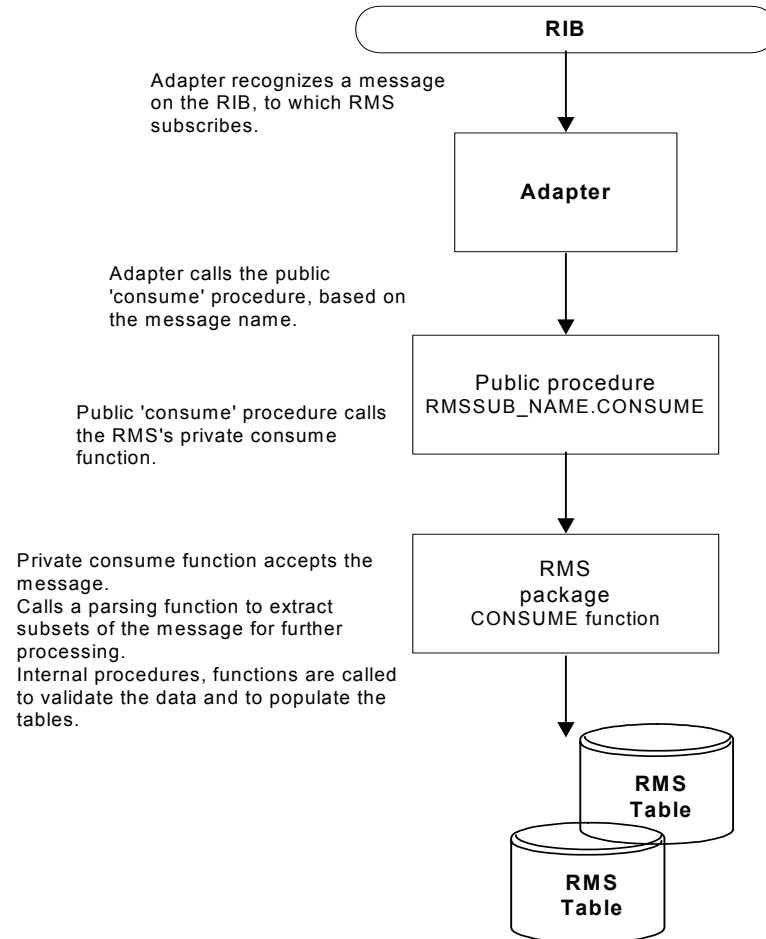 RIB
Adapter recognizes a message
on the RIB, to which RMS
subscribes.
Adapter
Adapter calls the public
'consume' procedure, based on
the message name.
Public procedure
RMSSUB_NAME.CONSUME
Public 'consume' procedure calls
the RMS's private consume
function.
Private consume function accepts the
message.
Calls a parsing function to extract
subsets of the message for further
processing.
Internal procedures, functions are called
to validate the data and to populate the
tables.
RMS
package
CONSUME function
RMS
Table
RMS
Table